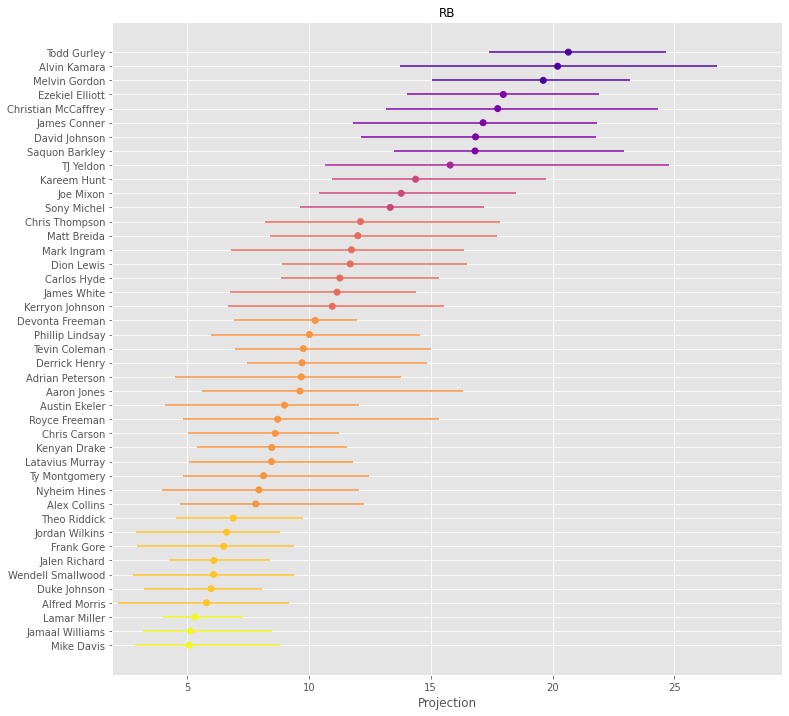 RB
Todd Gurley
Alvin Kamara
Melvin Gordon
Ezekiel Elliott
Christian McCaffrey
James Conner
David Johnson
Saquon Barkley
TJ Yeldon
Kareem Hunt
Joe Mixon
Sony Michel
Chris Thompson
Matt Breida
Mark Ingram
Dion Lewis
Carlos Hyde
James White
Kerryon Johnson
Devonta Freeman
Phillip Lindsay
Tevin Coleman
Derrick Henry
Adrian Peterson
Aaron Jones
Austin Ekeler
Royce Freeman
Chris Carson
Kenyan Drake
Latavius Murray
Ty Montgomery
Nyheim Hines
Alex Collins
Theo Riddick
Jordan Wilkins
Frank Gore
Jalen Richard
Wendell Smallwood
Duke Johnson
Alfred Morris
Lamar Miller
Jamaal Williams
Mike Davis
5 10 15 20 25
Projection